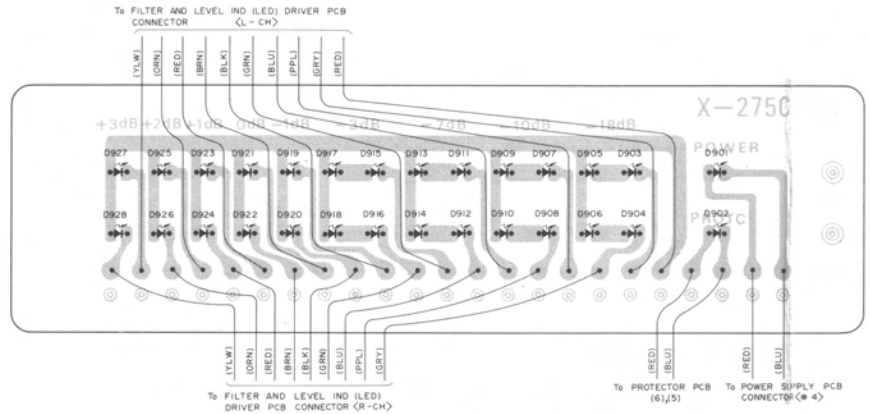 To FILTER AND LEVEL IND (LED) DRIVER PCB
CONNECTOR <L-CH>
(YLW) (ORN) (RED) (BRN) (BLK) (GRN) (BLU) (PPL) (GRY) (RED)
X-275C
+3dB +2dB +1dB 0dB -1dB -3dB -7dB -10dB -18dB
POWER
D927 D925 D923 D921 D919 D917 D915 D913 D911 D909 D907 D905 D903 D901
PROTC
D928 D926 D924 D922 D920 D918 D916 D914 D912 D910 D908 D906 D904 D902
(YLW) (ORN) (RED) (BRN) (BLK) (GRN) (BLU) (PPL) (GRY) (RED) (BLU) (RED) (BLU)
To FILTER AND LEVEL IND (LED)
DRIVER PCB CONNECTOR <R-CH>
To PROTECTOR PCB
(6),(5)
To POWER SUPPLY PCB
CONNECTOR<# 4>